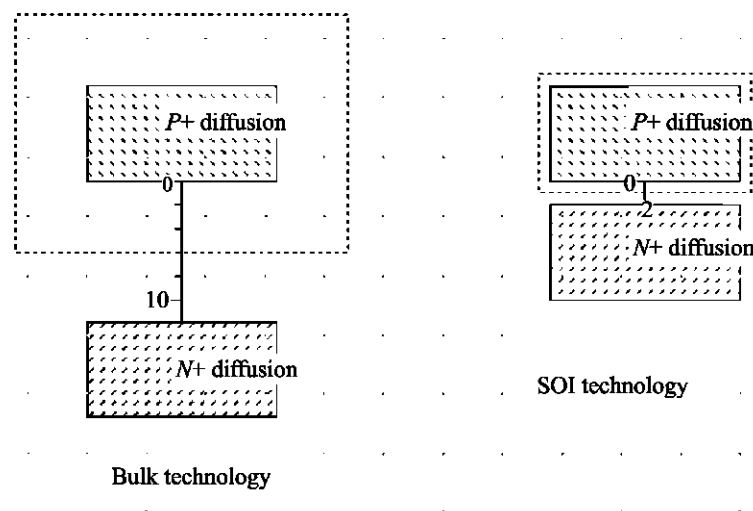 P+ diffusion
0
10
N+ diffusion
Bulk technology
P+ diffusion
0
2
N+ diffusion
SOI technology